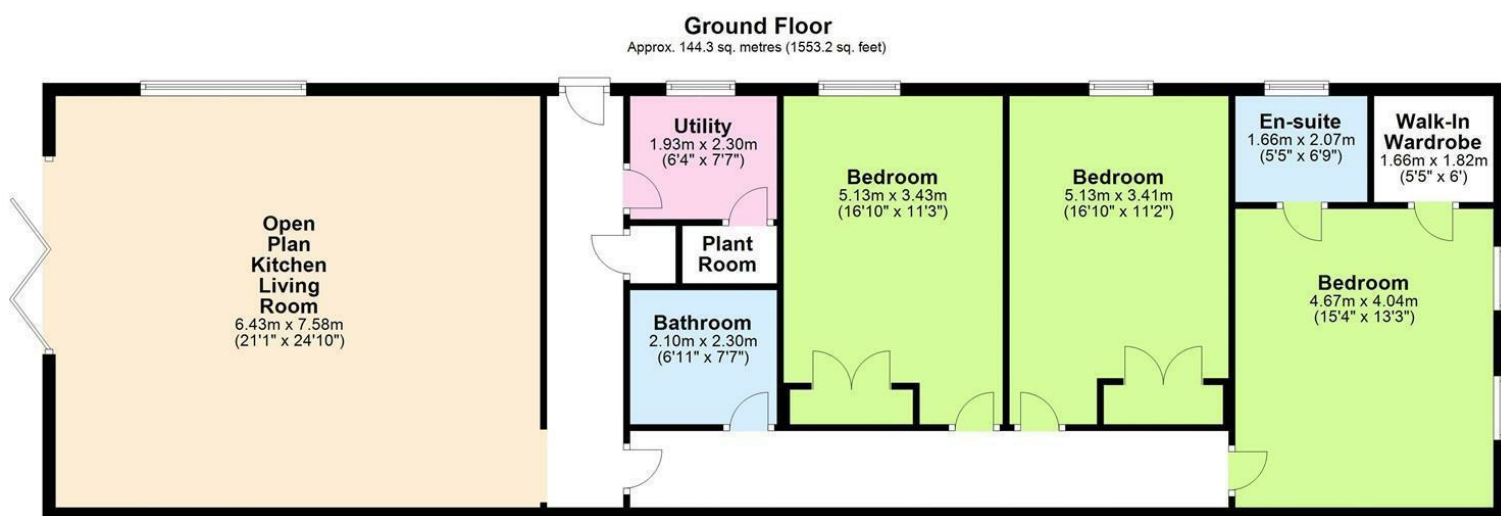 Ground Floor
Approx. 144.3 sq. metres (1553.2 sq. feet)
Open
Plan
Kitchen
Living
Room
6.43m x 7.58m
(21'1" x 24'10")
Utility
1.93m x 2.30m
(6'4" x 7'7")
Plant
Room
Bathroom
2.10m x 2.30m
(6'11" x 7'7")
Bedroom
5.13m x 3.43m
(16'10" x 11'3")
Bedroom
5.13m x 3.41m
(16'10" x 11'2")
En-suite
1.66m x 2.07m
(5'5" x 6'9")
Walk-In
Wardrobe
1.66m x 1.82m
(5'5" x 6')
Bedroom
4.67m x 4.04m
(15'4" x 13'3")